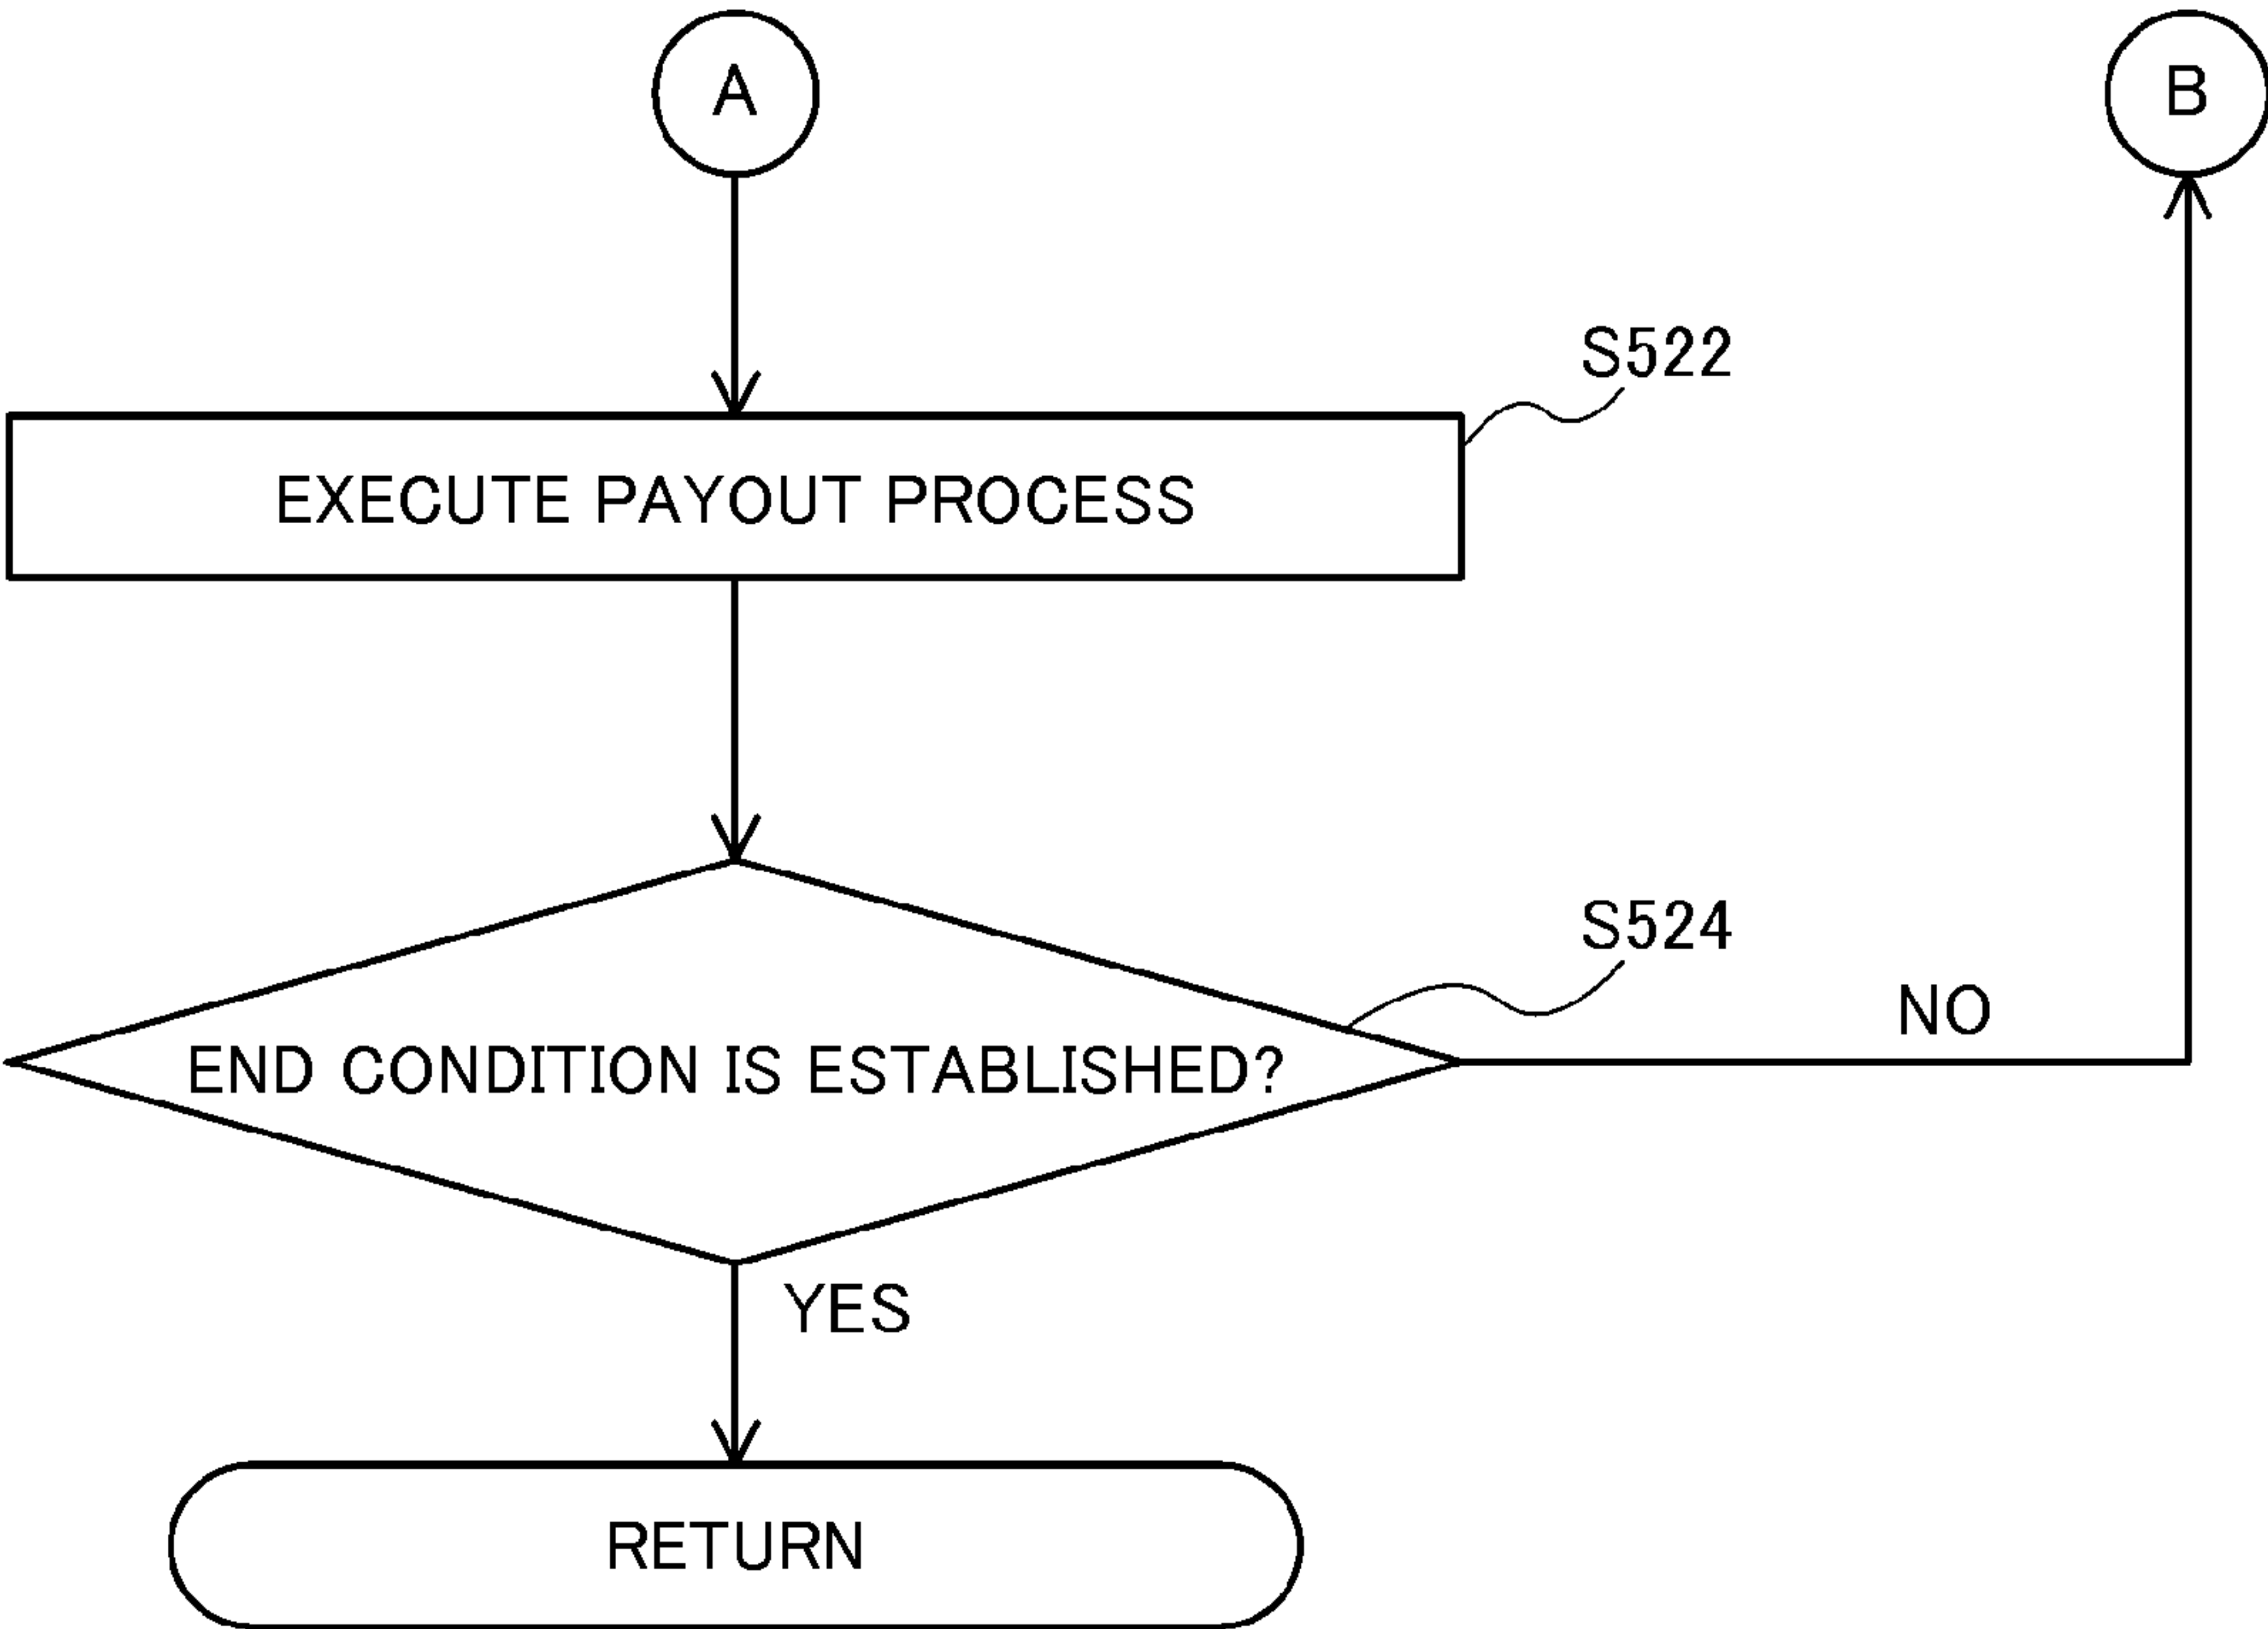 A
B
S522
EXECUTE PAYOUT PROCESS
S524
NO
END CONDITION IS ESTABLISHED?
YES
RETURN